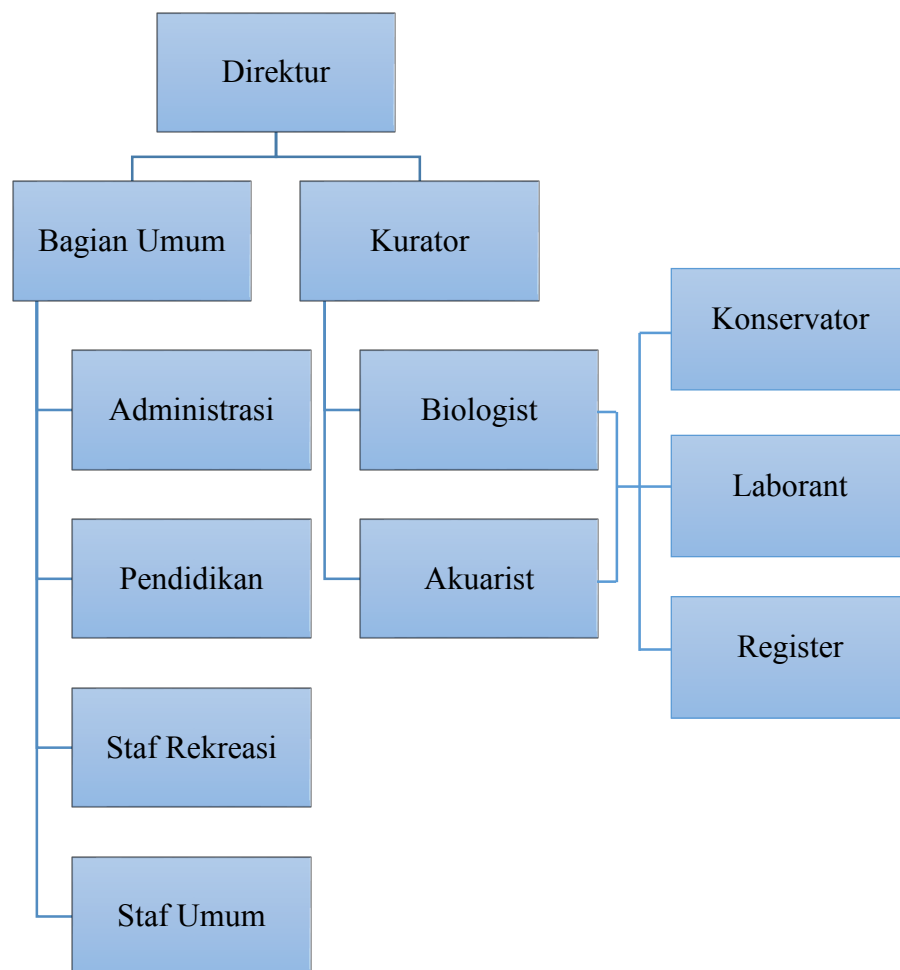 Direktur
Bagian Umum
Kurator
Konservator
Administrasi
Biologist
Laborant
Pendidikan
Akuarist
Register
Staf Rekreasi
Staf Umum